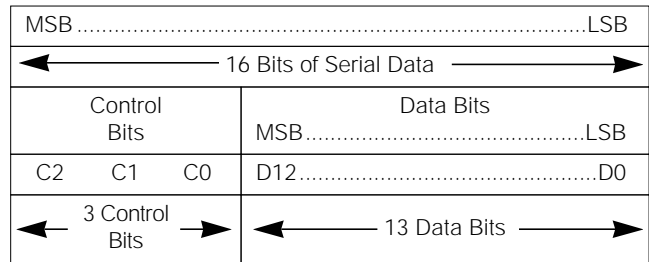 MSB..................................................................................LSB
16 Bits of Serial Data
Control
Bits
Data Bits
MSB..................................................LSB
C2 C1 C0
D12................................................D0
3 Control
Bits
13 Data Bits